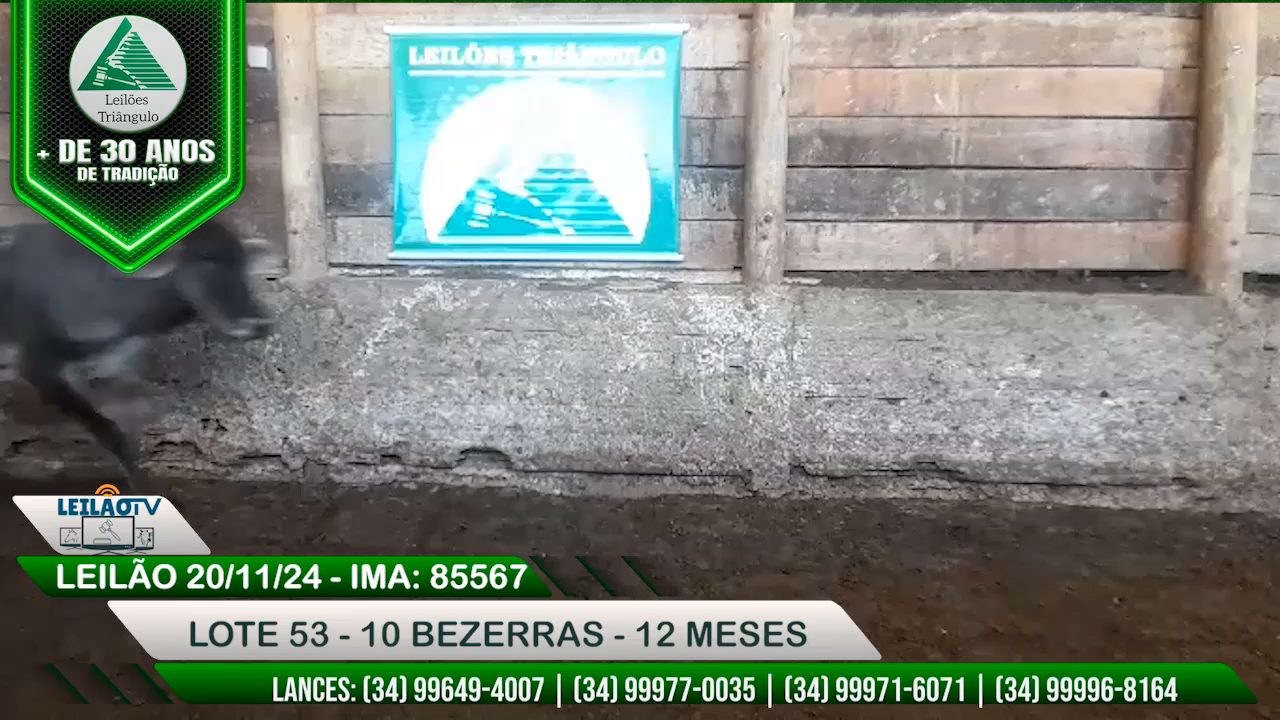 Leilões
Triângulo
+ DE 30 ANOS
DE TRADIÇÃO
LEILÕES TRIÂNGULO
LEILÃOTV
LEILÃO 20/11/24 - IMA: 85567
LOTE 53 - 10 BEZERRAS - 12 MESES
LANCES: (34) 99649-4007 | (34) 99977-0035 | (34) 99971-6071 | (34) 99996-8164